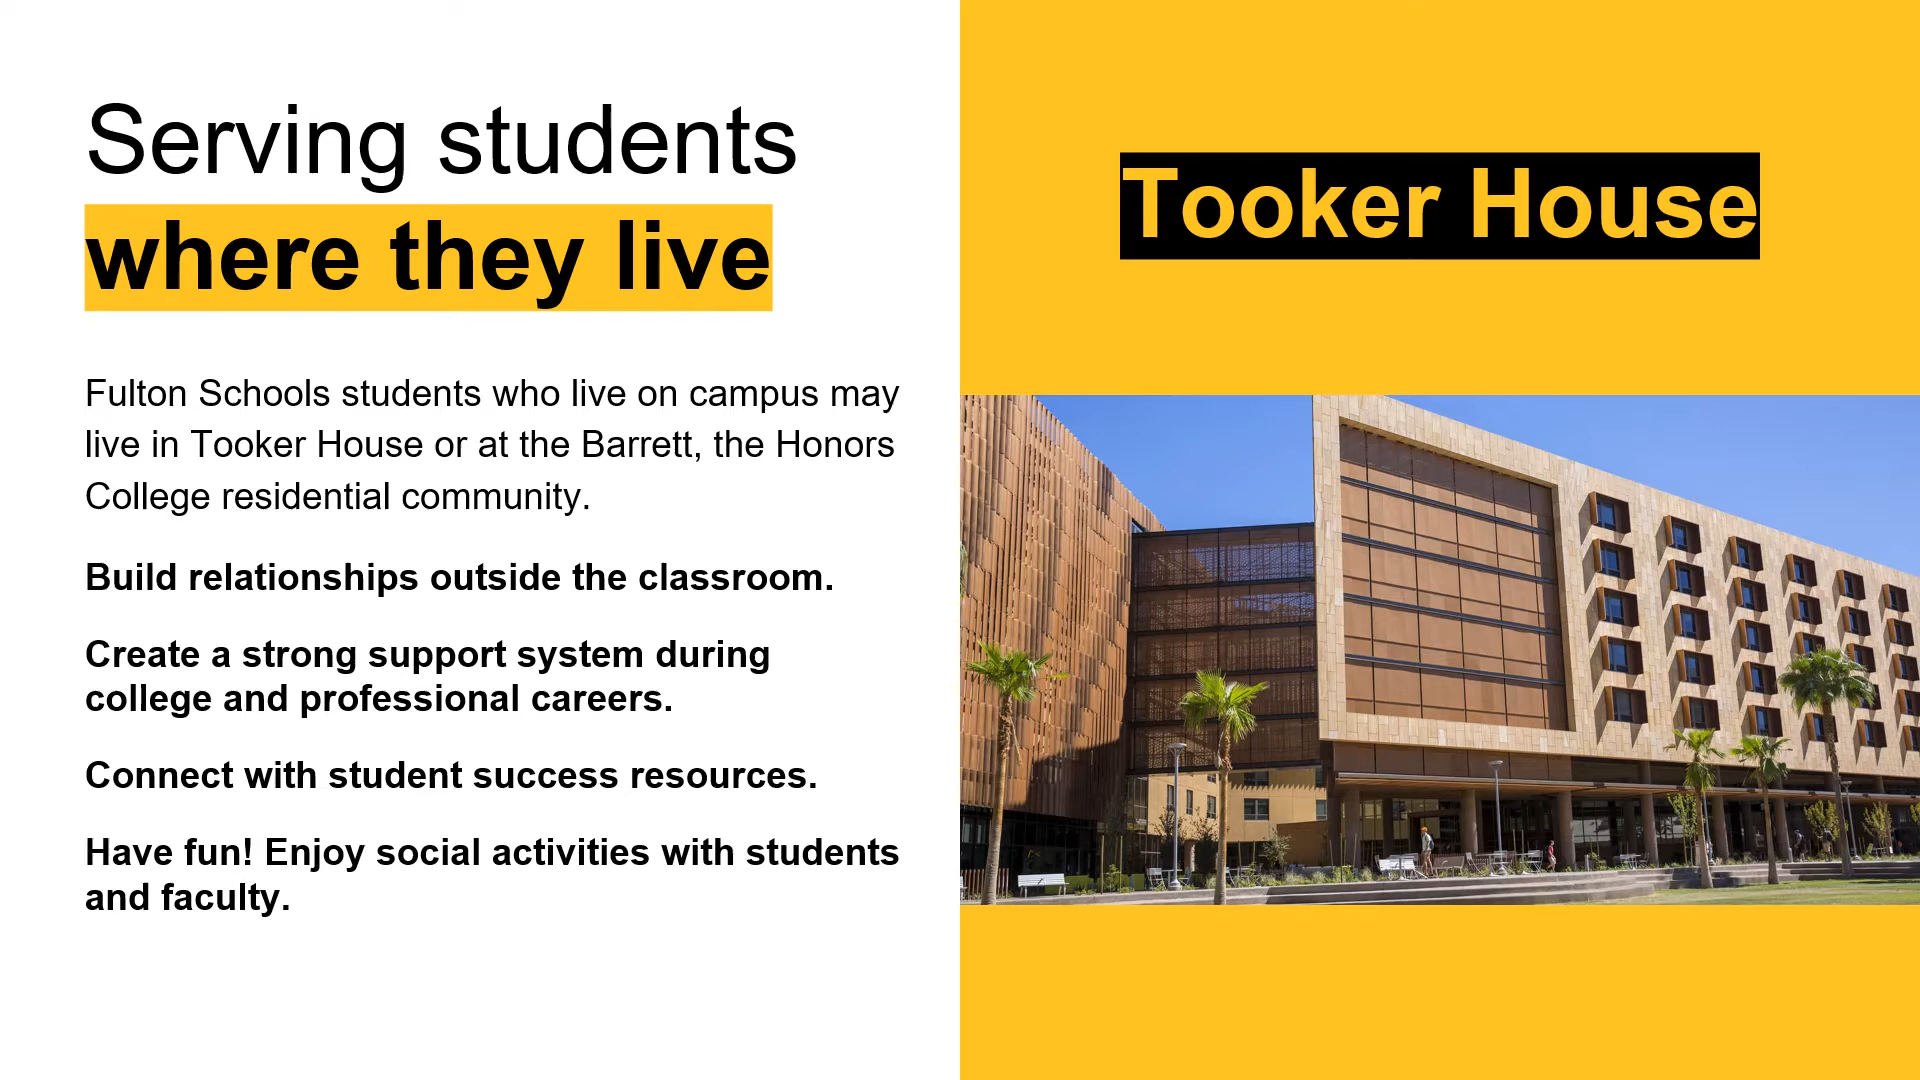 Serving students
where they live
Fulton Schools students who live on campus may
live in Tooker House or at the Barrett, the Honors
College residential community.
Build relationships outside the classroom.
Create a strong support system during
college and professional careers.
Connect with student success resources.
Have fun! Enjoy social activities with students
and faculty.
Tooker House